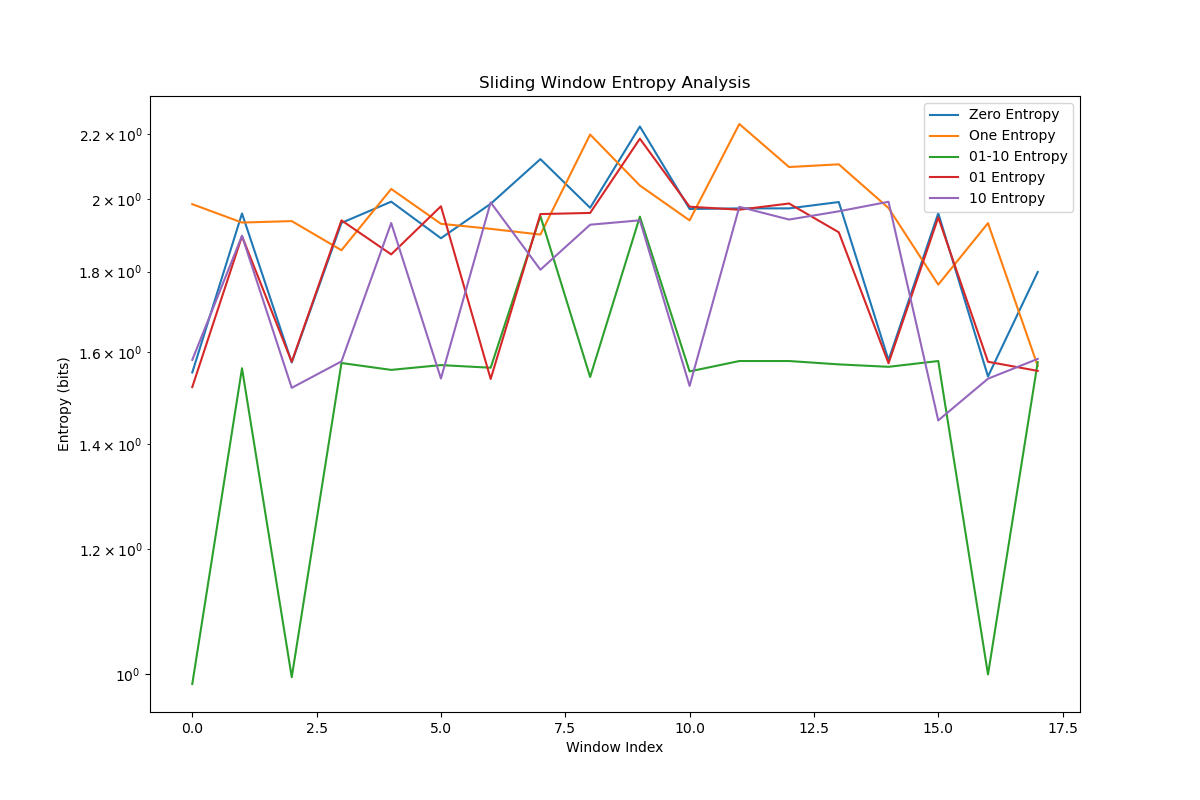 Sliding Window Entropy Analysis
Zero Entropy
One Entropy
01-10 Entropy
01 Entropy
10 Entropy
2.2 × 10⁰
2 × 10⁰
1.8 × 10⁰
1.6 × 10⁰
1.4 × 10⁰
1.2 × 10⁰
10⁰
Entropy (bits)
0.0 2.5 5.0 7.5 10.0 12.5 15.0 17.5
Window Index